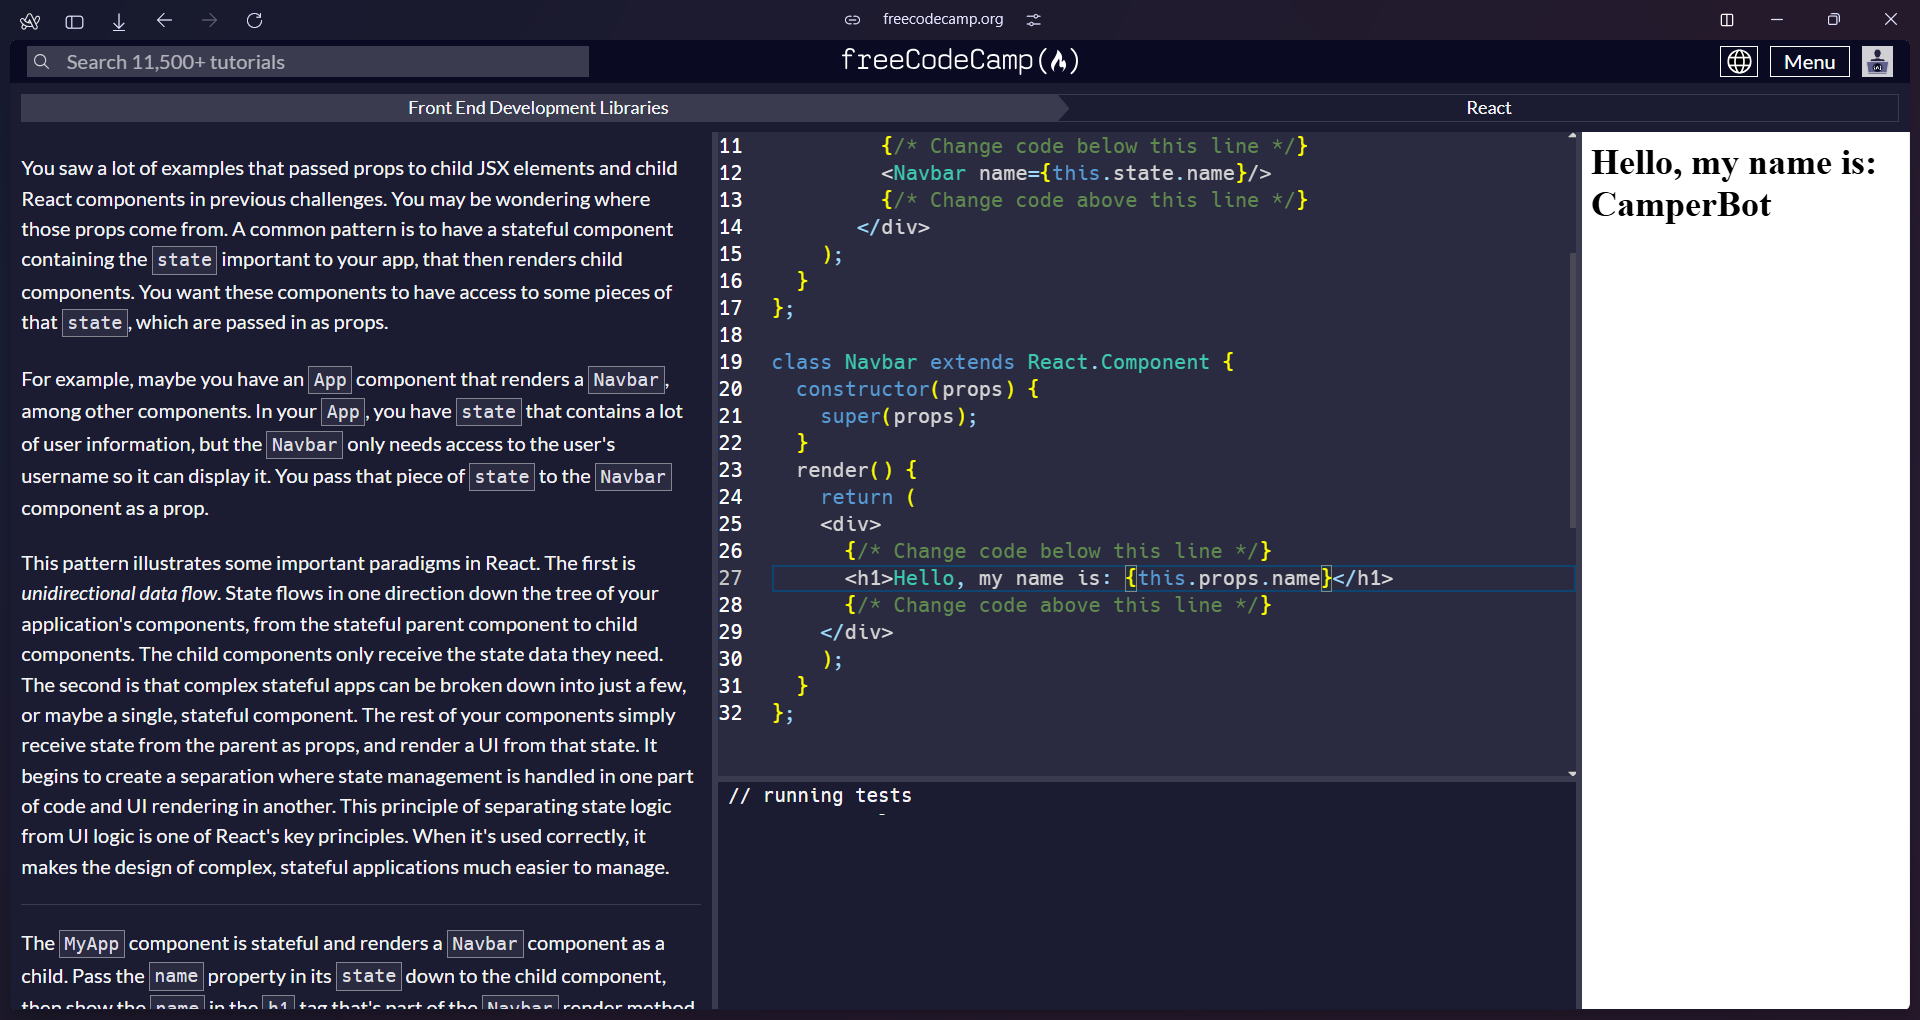 freecodecamp.org
Search 11,500+ tutorials
freeCodeCamp(🔥)
Menu
Front End Development Libraries
React
You saw a lot of examples that passed props to child JSX elements and child
React components in previous challenges. You may be wondering where
those props come from. A common pattern is to have a stateful component
containing the state important to your app, that then renders child
components. You want these components to have access to some pieces of
that state, which are passed in as props.
For example, maybe you have an App component that renders a Navbar,
among other components. In your App, you have state that contains a lot
of user information, but the Navbar only needs access to the user's
username so it can display it. You pass that piece of state to the Navbar
component as a prop.
This pattern illustrates some important paradigms in React. The first is
unidirectional data flow. State flows in one direction down the tree of your
application's components, from the stateful parent component to child
components. The child components only receive the state data they need.
The second is that complex stateful apps can be broken down into just a few,
or maybe a single, stateful component. The rest of your components simply
receive state from the parent as props, and render a UI from that state. It
begins to create a separation where state management is handled in one part
of code and UI rendering in another. This principle of separating state logic
from UI logic is one of React's key principles. When it's used correctly, it
makes the design of complex, stateful applications much easier to manage.
The MyApp component is stateful and renders a Navbar component as a
child. Pass the name property in its state down to the child component,
then show the name in the h1 tag that's part of the Navbar render method
11 {/* Change code below this line */}
12 <Navbar name={this.state.name}/>
13 {/* Change code above this line */}
14 </div>
15 );
16 }
17 };
18
19 class Navbar extends React.Component {
20 constructor(props) {
21 super(props);
22 }
23 render() {
24 return (
25 <div>
26 {/* Change code below this line */}
27 <h1>Hello, my name is: {this.props.name}</h1>
28 {/* Change code above this line */}
29 </div>
30 );
31 }
32 };
// running tests
Hello, my name is:
CamperBot